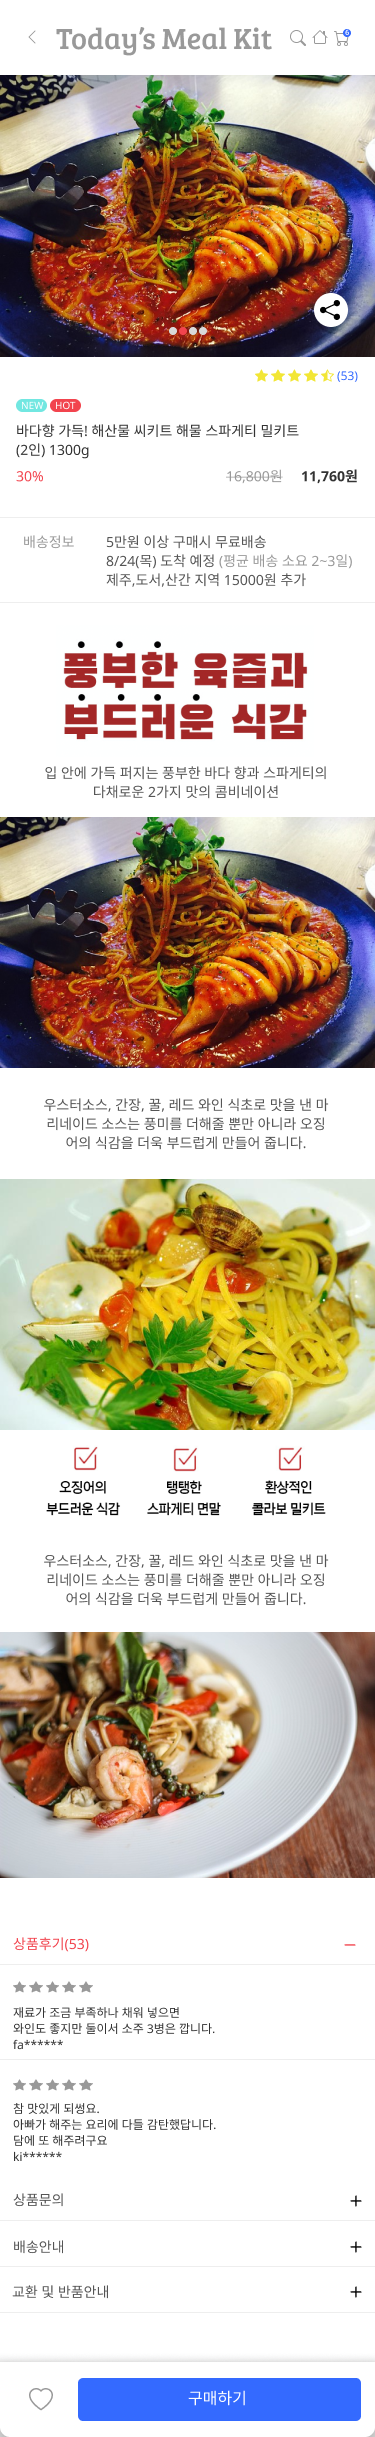 Today's Meal Kit
6
(53)
NEW HOT
바다향 가득! 해산물 씨키트 해물 스파게티 밀키트
(2인) 1300g
30% 16,800원 11,760원
배송정보 5만원 이상 구매시 무료배송
8/24(목) 도착 예정 (평균 배송 소요 2~3일)
제주,도서,산간 지역 15000원 추가
풍부한 육즙과
부드러운 식감
입 안에 가득 퍼지는 풍부한 바다 향과 스파게티의
다채로운 2가지 맛의 콤비네이션
우스터소스, 간장, 꿀, 레드 와인 식초로 맛을 낸 마
리네이드 소스는 풍미를 더해줄 뿐만 아니라 오징
어의 식감을 더욱 부드럽게 만들어 줍니다.
오징어의 탱탱한 환상적인
부드러운 식감 스파게티 면말 콜라보 밀키트
우스터소스, 간장, 꿀, 레드 와인 식초로 맛을 낸 마
리네이드 소스는 풍미를 더해줄 뿐만 아니라 오징
어의 식감을 더욱 부드럽게 만들어 줍니다.
상품후기(53)
재료가 조금 부족하나 채워 넣으면
와인도 좋지만 둘이서 소주 3병은 깝니다.
fa******
참 맛있게 되썽요.
아빠가 해주는 요리에 다들 감탄했답니다.
담에 또 해주려구요
ki******
상품문의
배송안내
교환 및 반품안내
구매하기